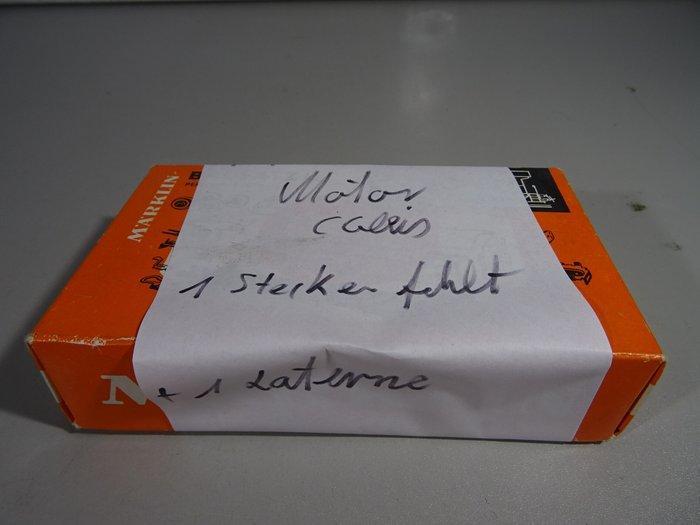 MÄRKLIN
Motor
1 Stecker fehlt
+ 1 Laterne